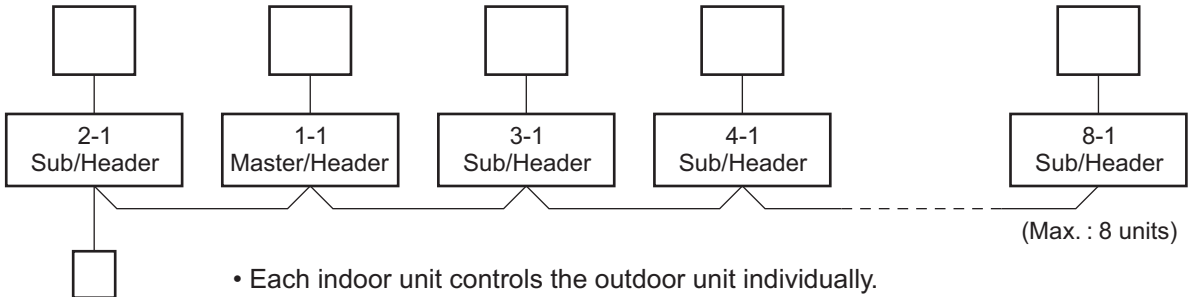 2-1
Sub/Header
1-1
Master/Header
3-1
Sub/Header
4-1
Sub/Header
8-1
Sub/Header
(Max. : 8 units)
• Each indoor unit controls the outdoor unit individually.